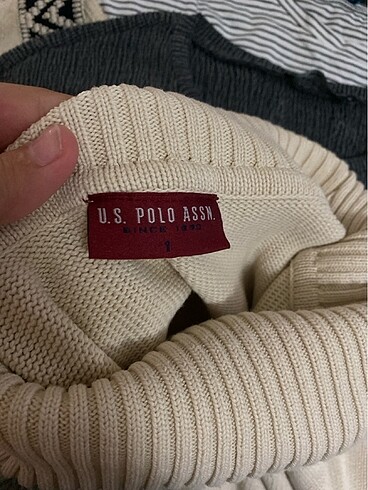 U.S. POLO ASSN.
SINCE 1890